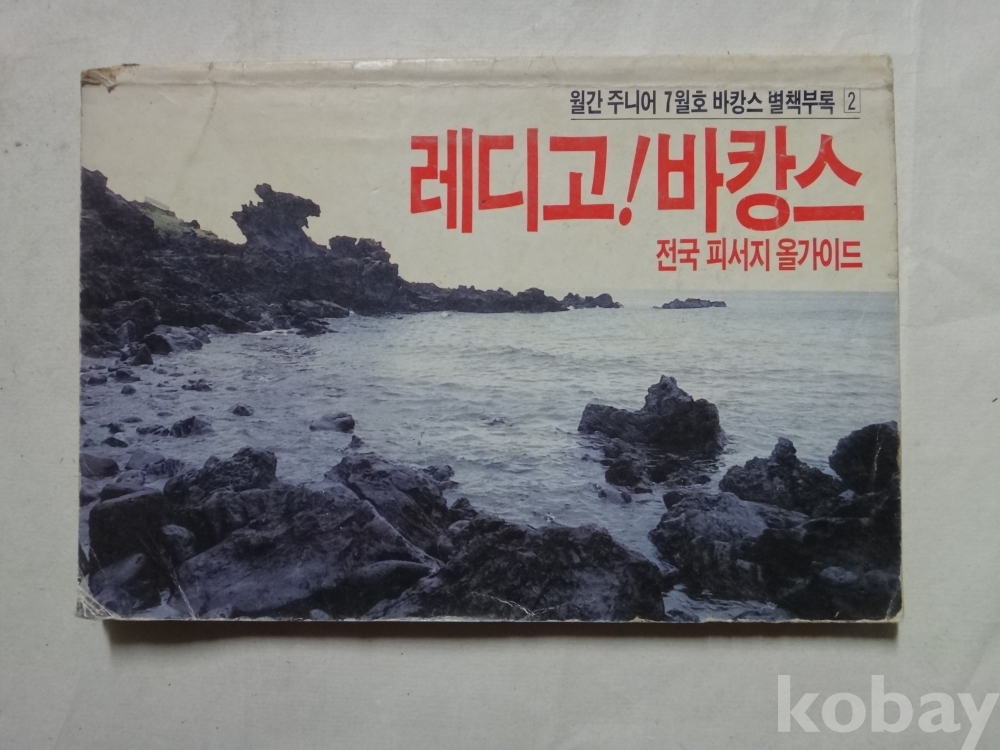 월간 주니어 7월호 바캉스 별책부록 2
레디고! 바캉스
전국 피서지 올가이드
kobay